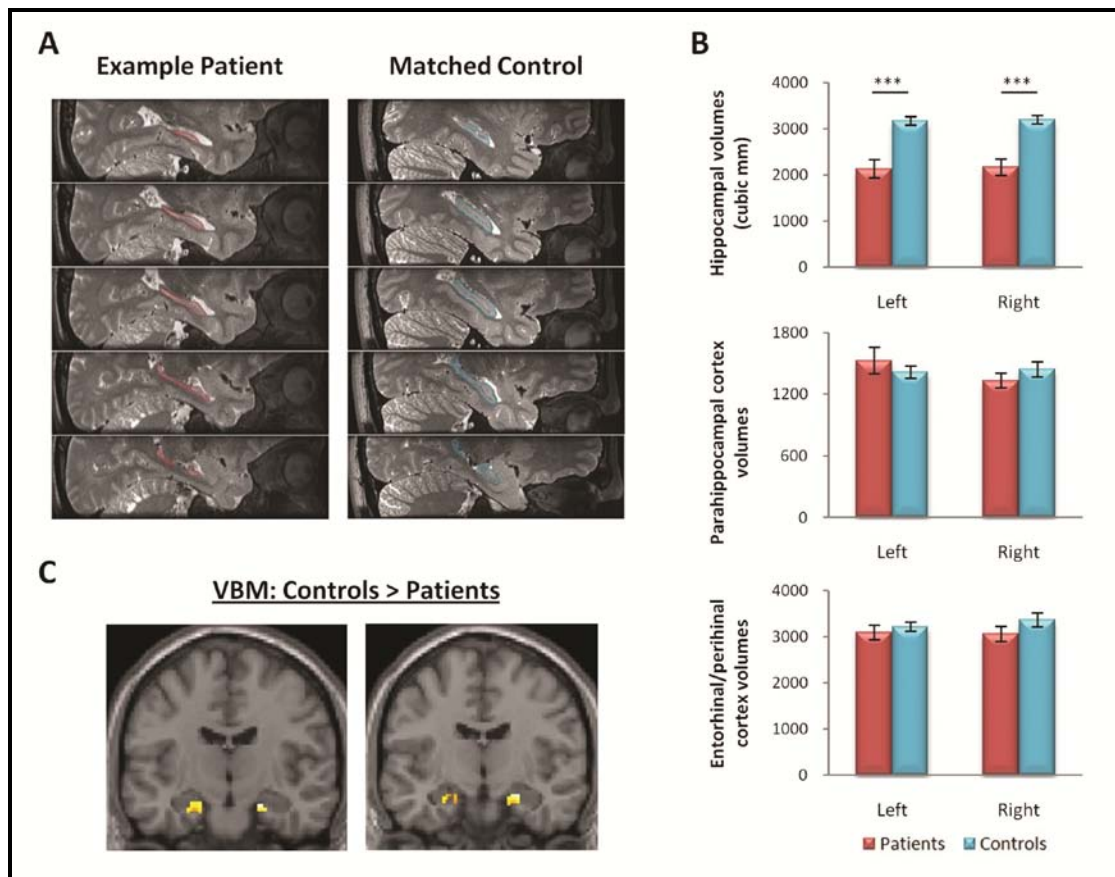 A
Example Patient
Matched Control
B
Hippocampal volumes
(cubic mm)
4000
3000
2000
1000
0
***
***
Left
Right
Parahippocampal cortex
volumes
1800
1200
600
0
Left
Right
Entorhinal/perihinal
cortex volumes
4000
3000
2000
1000
0
Left
Right
Patients
Controls
C
VBM: Controls > Patients